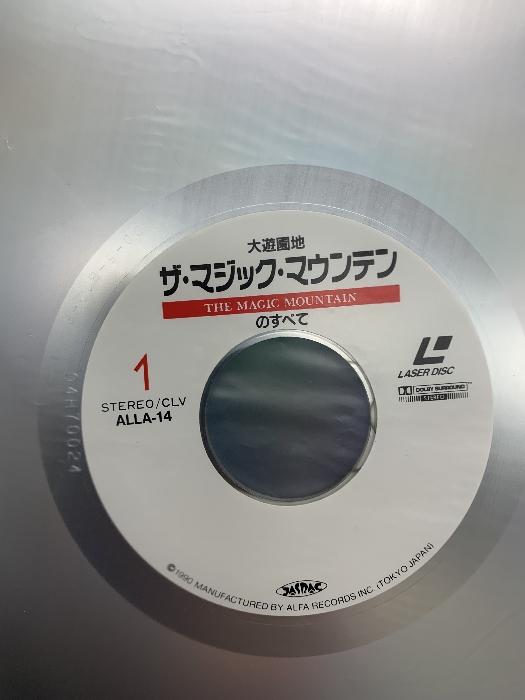 大遊園地
ザ・マジック・マウンテン
THE MAGIC MOUNTAIN
のすべて
1
STEREO/CLV
ALLA-14
LASER DISC
DOLBY SURROUND
STEREO
04H70024
JASRAC
©1990 MANUFACTURED BY ALFA RECORDS INC. (TOKYO JAPAN)